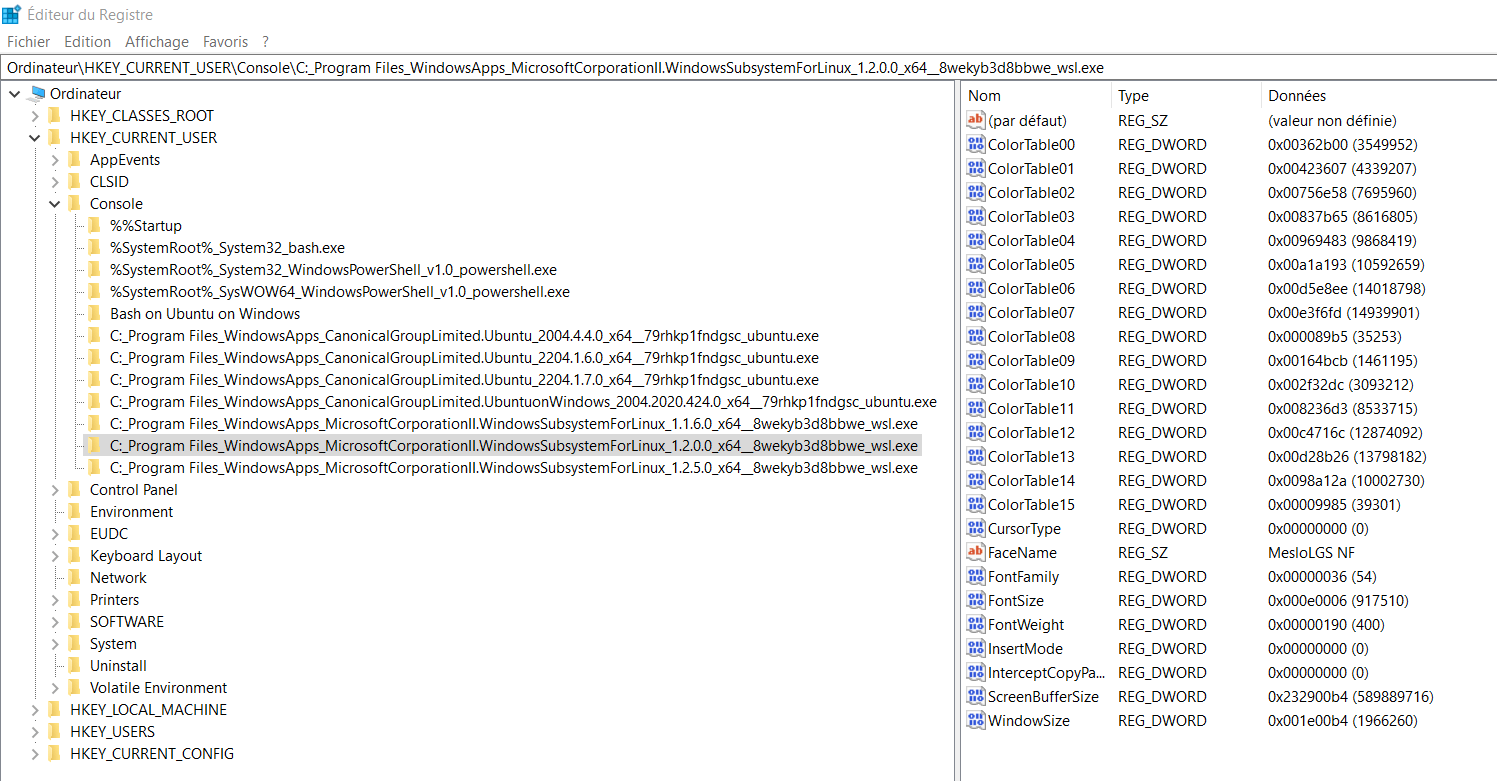 Éditeur du Registre
Fichier Edition Affichage Favoris ?
Ordinateur\HKEY_CURRENT_USER\Console\C:_Program Files_WindowsApps_MicrosoftCorporationII.WindowsSubsystemForLinux_1.2.0.0_x64__8wekyb3d8bbwe_wsl.exe
Ordinateur
HKEY_CLASSES_ROOT
HKEY_CURRENT_USER
AppEvents
CLSID
Console
%%Startup
%SystemRoot%_System32_bash.exe
%SystemRoot%_System32_WindowsPowerShell_v1.0_powershell.exe
%SystemRoot%_SysWOW64_WindowsPowerShell_v1.0_powershell.exe
Bash on Ubuntu on Windows
C:_Program Files_WindowsApps_CanonicalGroupLimited.Ubuntu_2004.4.4.0_x64__79rhkp1fndgsc_ubuntu.exe
C:_Program Files_WindowsApps_CanonicalGroupLimited.Ubuntu_2204.1.6.0_x64__79rhkp1fndgsc_ubuntu.exe
C:_Program Files_WindowsApps_CanonicalGroupLimited.Ubuntu_2204.1.7.0_x64__79rhkp1fndgsc_ubuntu.exe
C:_Program Files_WindowsApps_CanonicalGroupLimited.UbuntuonWindows_2004.2020.424.0_x64__79rhkp1fndgsc_ubuntu.exe
C:_Program Files_WindowsApps_MicrosoftCorporationII.WindowsSubsystemForLinux_1.1.6.0_x64__8wekyb3d8bbwe_wsl.exe
C:_Program Files_WindowsApps_MicrosoftCorporationII.WindowsSubsystemForLinux_1.2.0.0_x64__8wekyb3d8bbwe_wsl.exe
C:_Program Files_WindowsApps_MicrosoftCorporationII.WindowsSubsystemForLinux_1.2.5.0_x64__8wekyb3d8bbwe_wsl.exe
Control Panel
Environment
EUDC
Keyboard Layout
Network
Printers
SOFTWARE
System
Uninstall
Volatile Environment
HKEY_LOCAL_MACHINE
HKEY_USERS
HKEY_CURRENT_CONFIG
Nom Type Données
(par défaut) REG_SZ (valeur non définie)
ColorTable00 REG_DWORD 0x00362b00 (3549952)
ColorTable01 REG_DWORD 0x00423607 (4339207)
ColorTable02 REG_DWORD 0x00756e58 (7695960)
ColorTable03 REG_DWORD 0x00837b65 (8616805)
ColorTable04 REG_DWORD 0x00969483 (9868419)
ColorTable05 REG_DWORD 0x00a1a193 (10592659)
ColorTable06 REG_DWORD 0x00d5e8ee (14018798)
ColorTable07 REG_DWORD 0x00e3f6fd (14939901)
ColorTable08 REG_DWORD 0x000089b5 (35253)
ColorTable09 REG_DWORD 0x00164bcb (1461195)
ColorTable10 REG_DWORD 0x002f32dc (3093212)
ColorTable11 REG_DWORD 0x008236d3 (8533715)
ColorTable12 REG_DWORD 0x00c4716c (12874092)
ColorTable13 REG_DWORD 0x00d28b26 (13798182)
ColorTable14 REG_DWORD 0x0098a12a (10002730)
ColorTable15 REG_DWORD 0x00009985 (39301)
CursorType REG_DWORD 0x00000000 (0)
FaceName REG_SZ MesloLGS NF
FontFamily REG_DWORD 0x00000036 (54)
FontSize REG_DWORD 0x000e0006 (917510)
FontWeight REG_DWORD 0x00000190 (400)
InsertMode REG_DWORD 0x00000000 (0)
InterceptCopyPa... REG_DWORD 0x00000000 (0)
ScreenBufferSize REG_DWORD 0x232900b4 (589889716)
WindowSize REG_DWORD 0x001e00b4 (1966260)